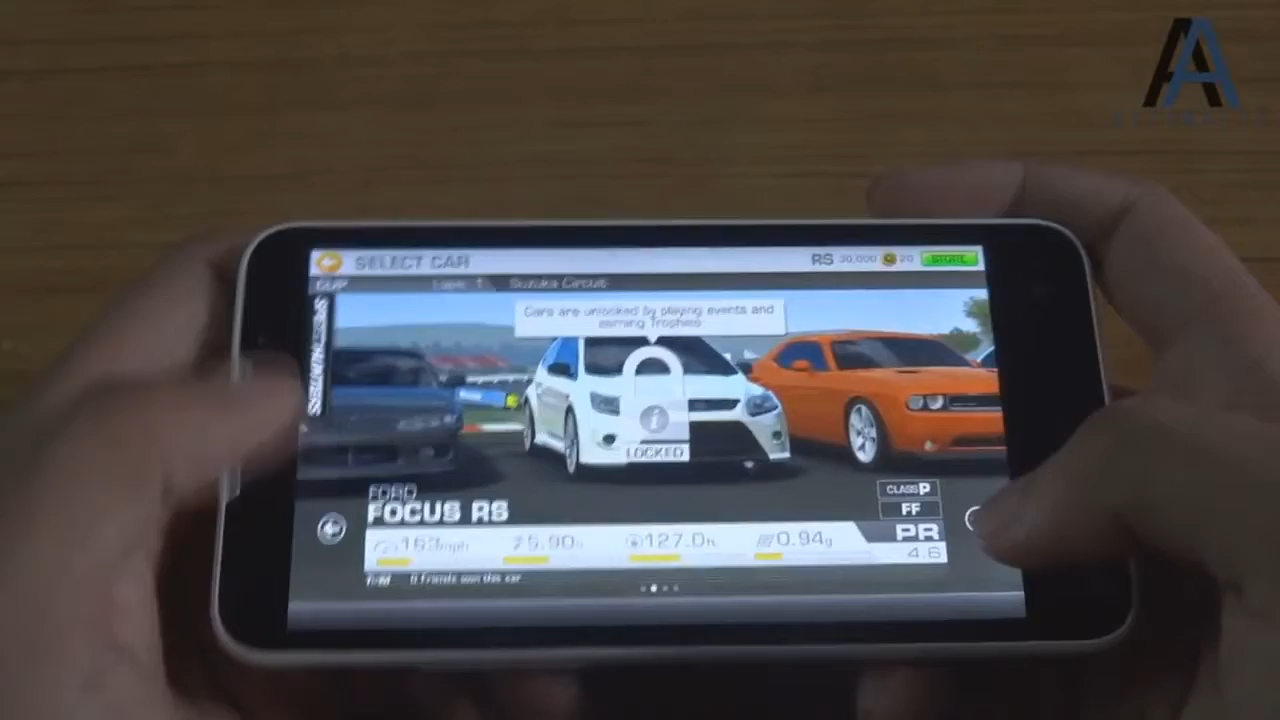 AA
SELECT CAR
RS 30,000 20 STORE
CUP
Suzuka Circuit
Cars are unlocked by playing events and
earning Trophies
i
LOCKED
FORD
FOCUS RS
CLASS P
FF
PR
4.6
163mph 5.90s 127.0ft 0.94g
0 friends own this car